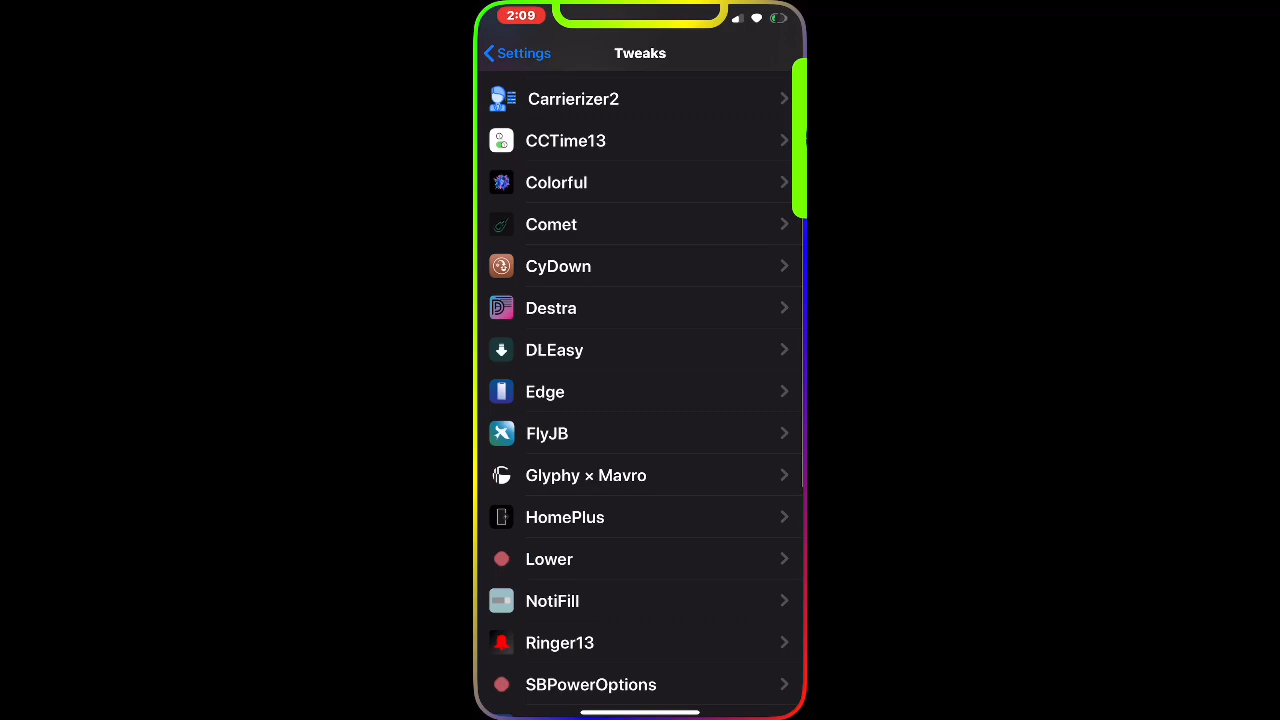 2:09
Settings
Tweaks
Carrierizer2
CCTime13
Colorful
Comet
CyDown
Destra
DLEasy
Edge
FlyJB
Glyphy × Mavro
HomePlus
Lower
NotiFill
Ringer13
SBPowerOptions